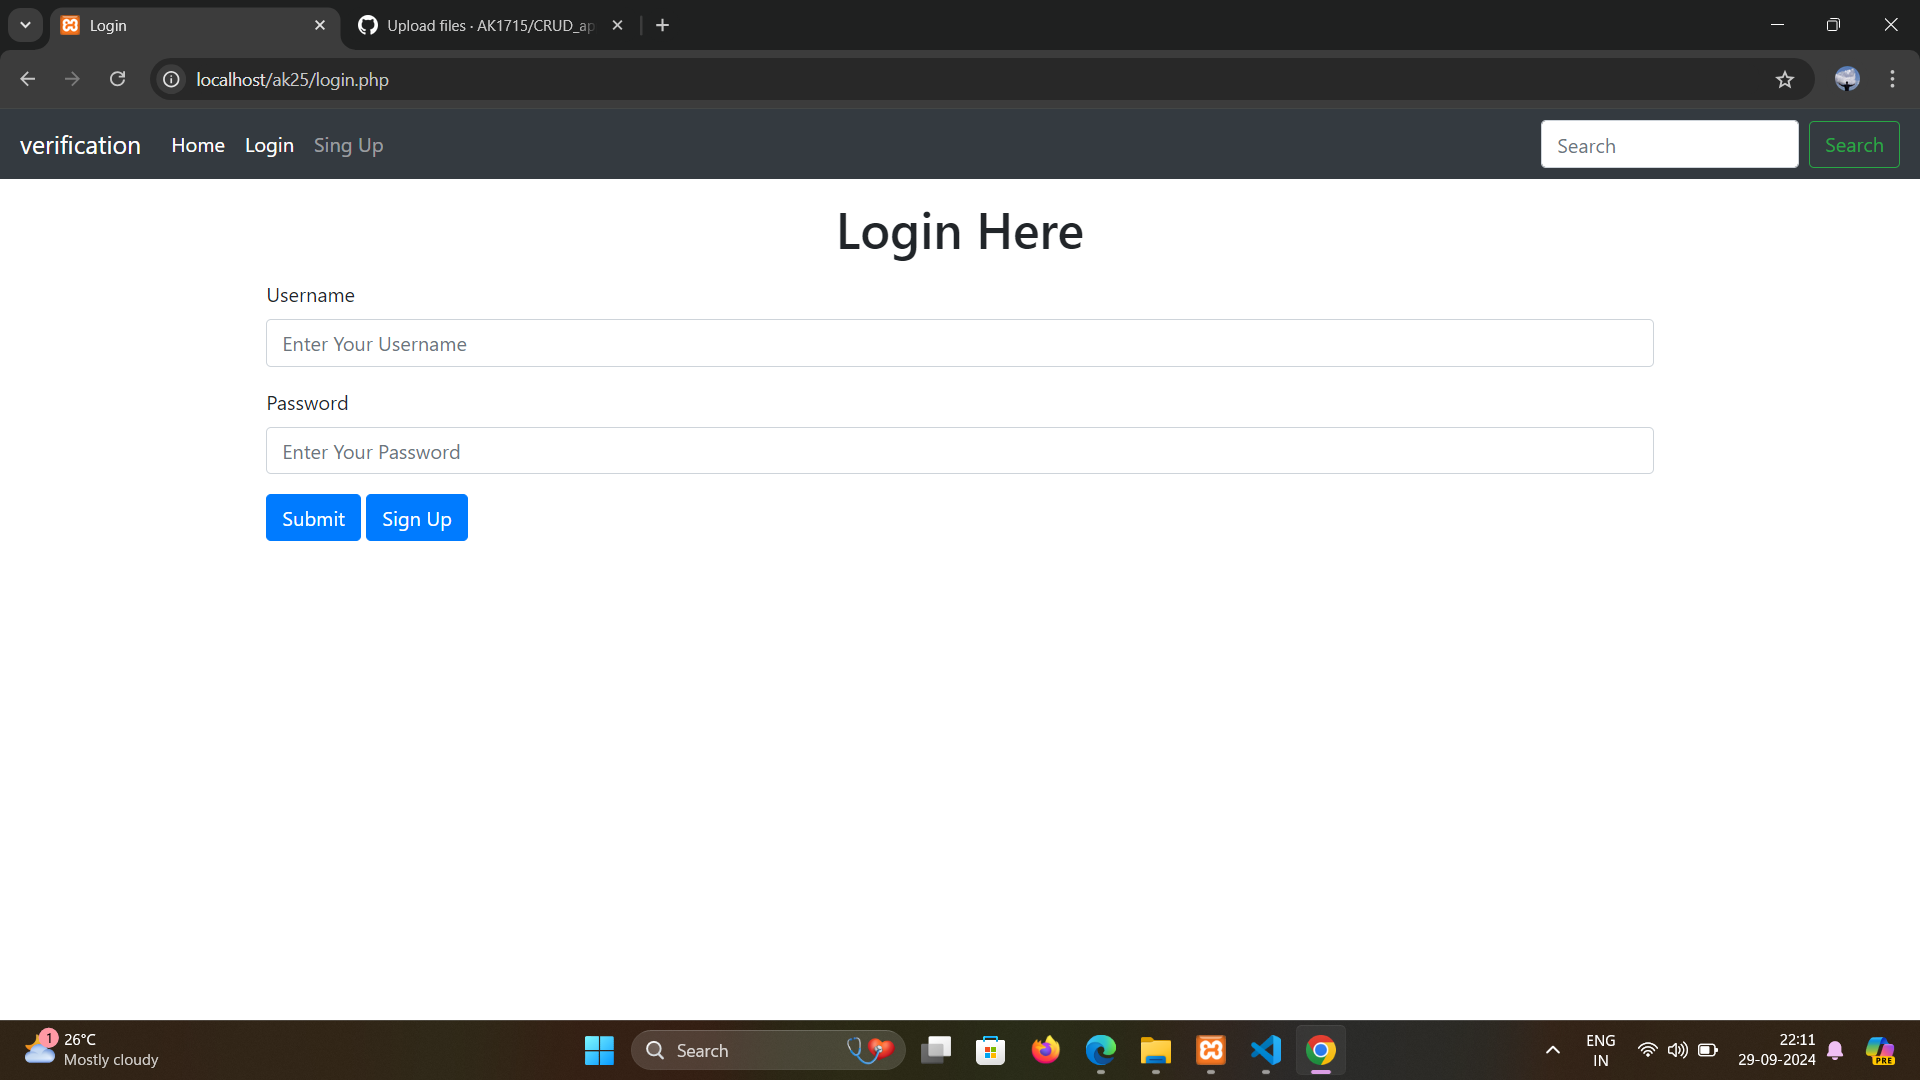 Login
Upload files · AK1715/CRUD_ap
localhost/ak25/login.php
verification Home Login Sing Up Search Search
Login Here
Username
Enter Your Username
Password
Enter Your Password
Submit Sign Up
1
26°C
Mostly cloudy
Search
PRE
ENG
IN
22:11
29-09-2024